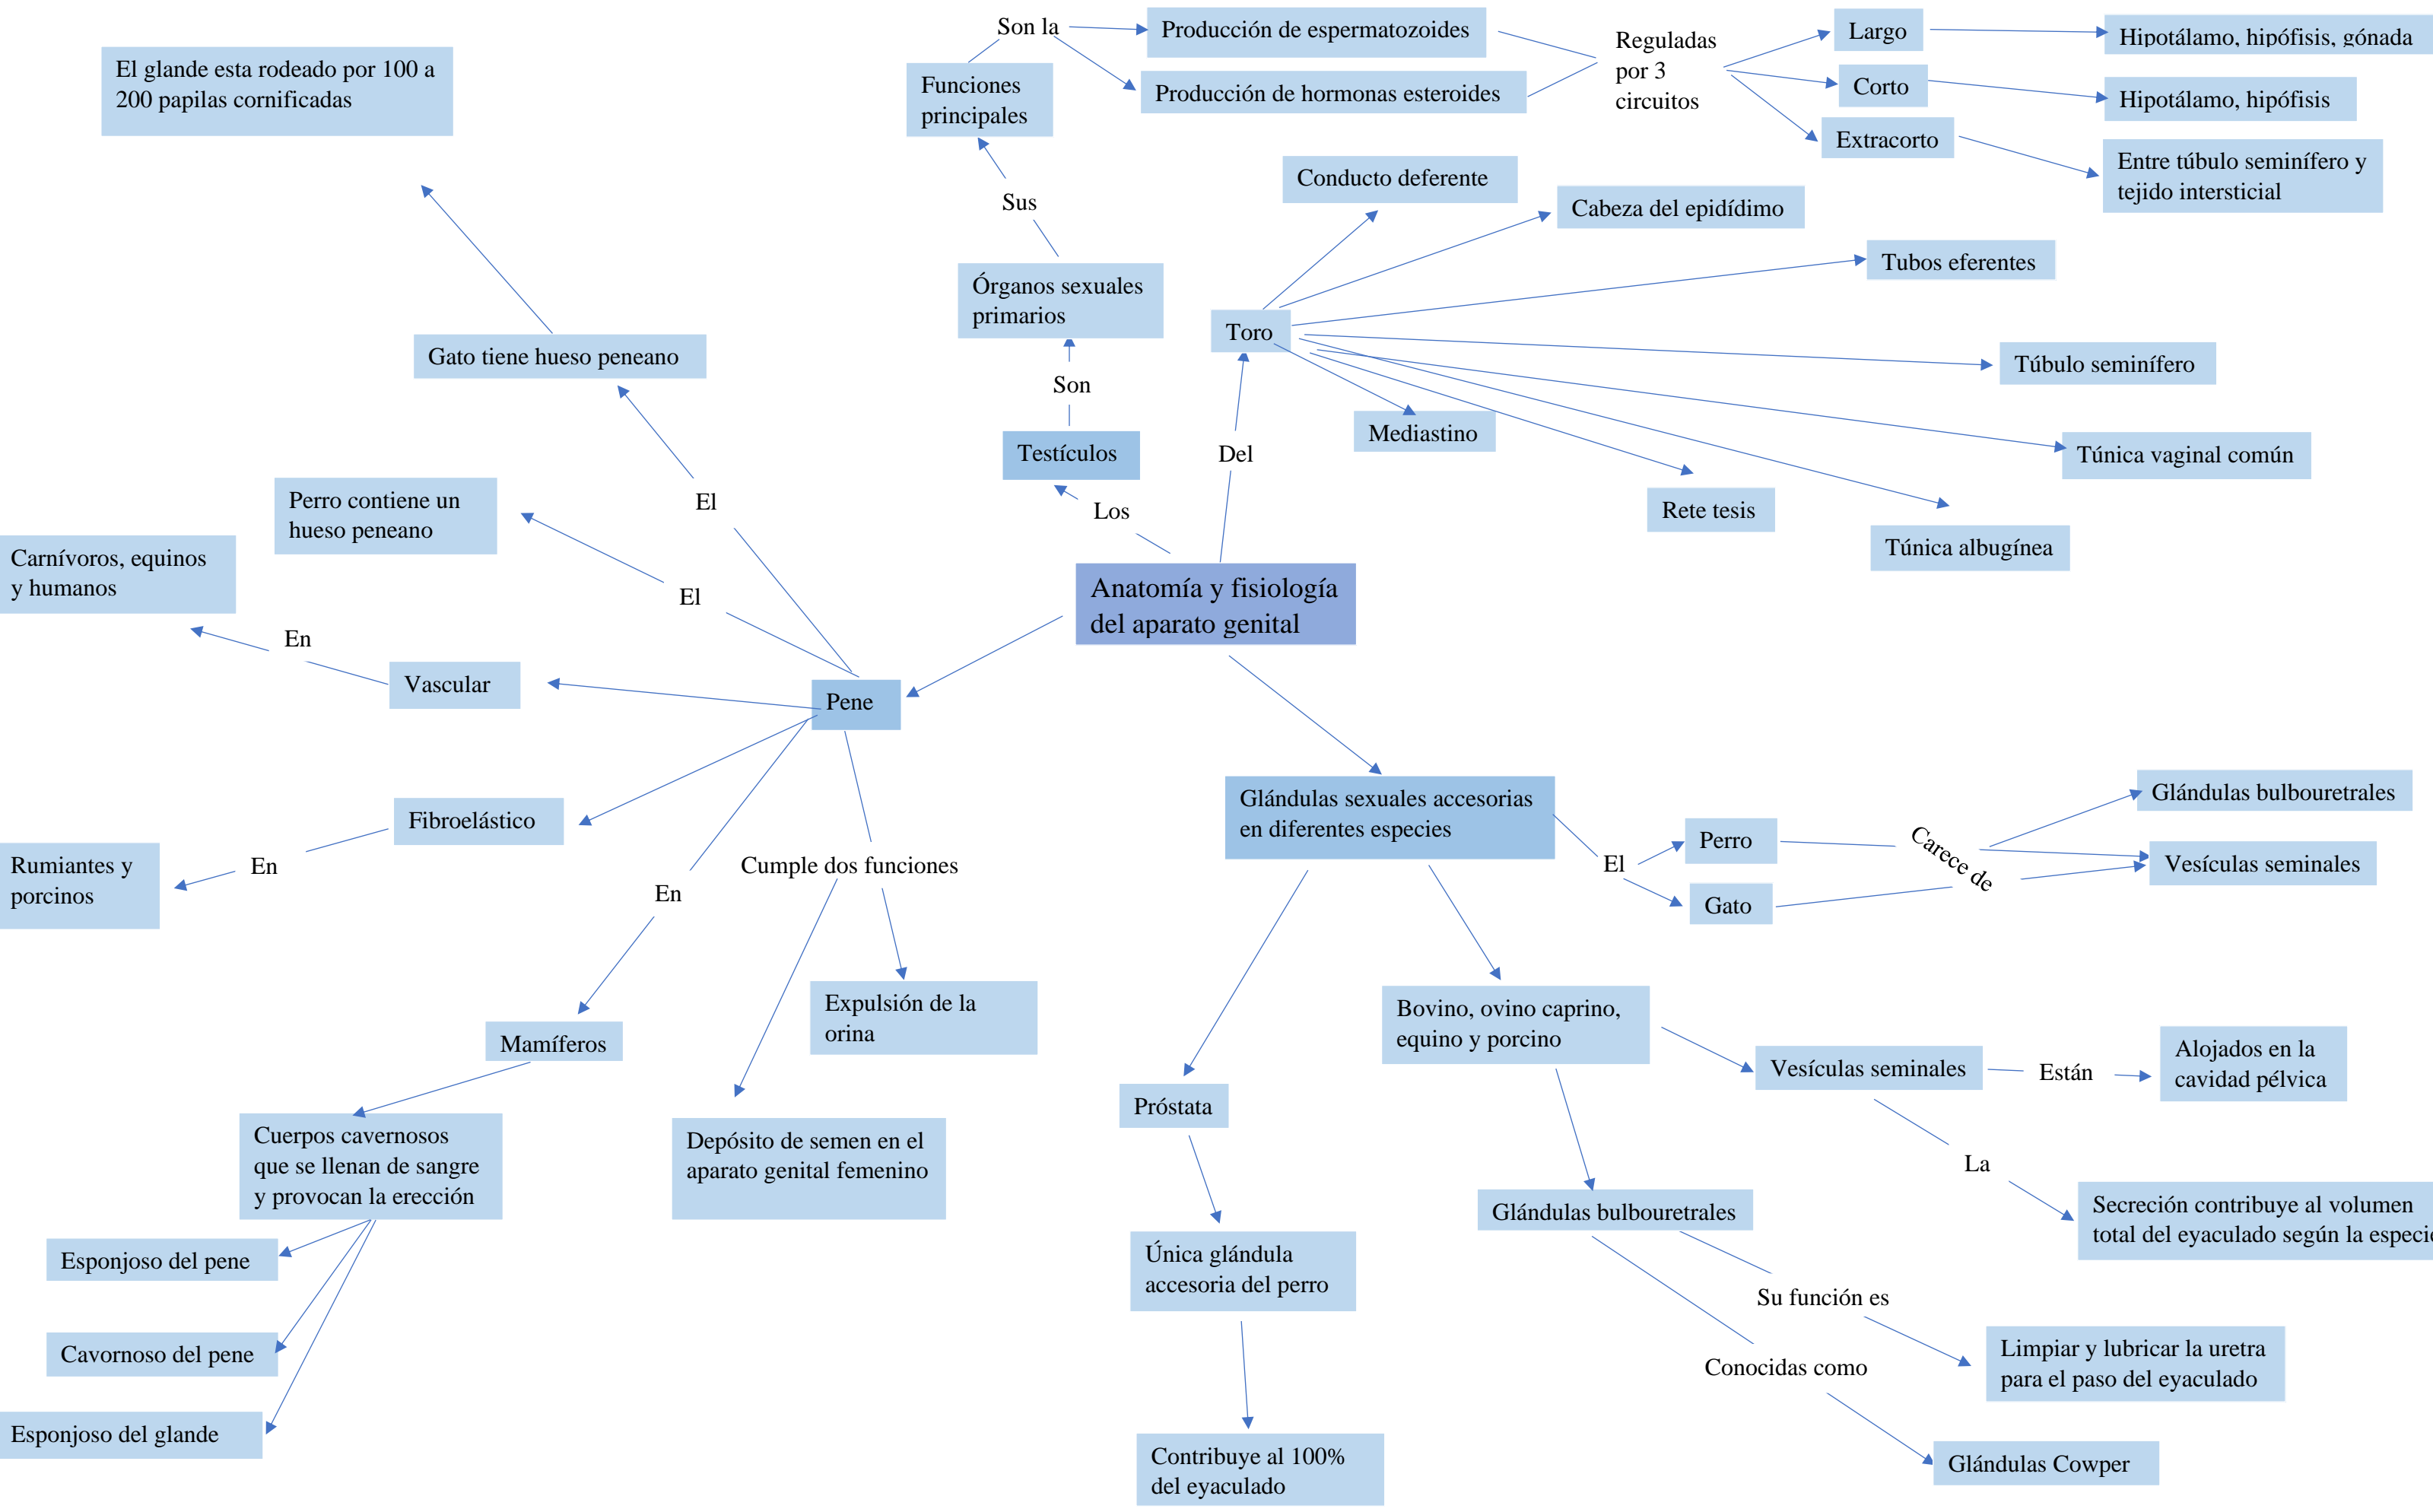 Son la
Producción de espermatozoides
Producción de hormonas esteroides
Reguladas
por 3
circuitos
Largo
Hipotálamo, hipófisis, gónada
Corto
Hipotálamo, hipófisis
Extracorto
Entre túbulo seminífero y
tejido intersticial
El glande esta rodeado por 100 a
200 papilas cornificadas
Funciones
principales
Sus
Órganos sexuales
primarios
Son
Testículos
Los
Conducto deferente
Cabeza del epidídimo
Tubos eferentes
Toro
Túbulo seminífero
Mediastino
Túnica vaginal común
Rete tesis
Túnica albugínea
Del
Gato tiene hueso peneano
El
Perro contiene un
hueso peneano
El
Carnívoros, equinos
y humanos
En
Vascular
Anatomía y fisiología
del aparato genital
Pene
Fibroelástico
En
Rumiantes y
porcinos
En
Cumple dos funciones
Expulsión de la
orina
Depósito de semen en el
aparato genital femenino
Mamíferos
Cuerpos cavernosos
que se llenan de sangre
y provocan la erección
Esponjoso del pene
Cavornoso del pene
Esponjoso del glande
Glándulas sexuales accesorias
en diferentes especies
El
Perro
Gato
Carece de
Glándulas bulbouretrales
Vesículas seminales
Bovino, ovino caprino,
equino y porcino
Vesículas seminales
Están
Alojados en la
cavidad pélvica
La
Secreción contribuye al volumen
total del eyaculado según la especi
Próstata
Única glándula
accesoria del perro
Contribuye al 100%
del eyaculado
Glándulas bulbouretrales
Su función es
Limpiar y lubricar la uretra
para el paso del eyaculado
Conocidas como
Glándulas Cowper